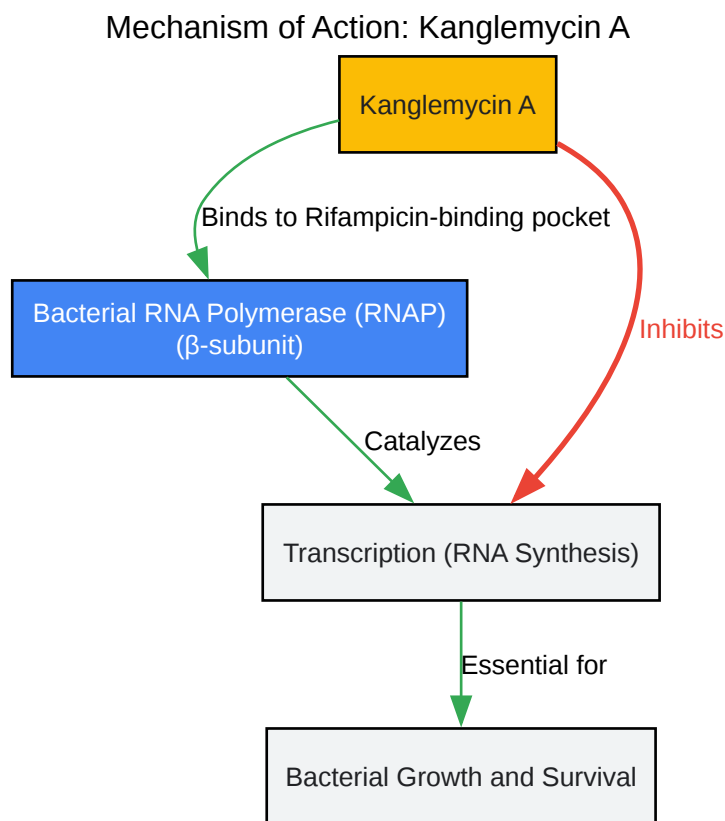 Mechanism of Action: Kanglemycin A
Kanglemycin A
Binds to Rifampicin-binding pocket
Bacterial RNA Polymerase (RNAP)
(β-subunit)
Inhibits
Catalyzes
Transcription (RNA Synthesis)
Essential for
Bacterial Growth and Survival